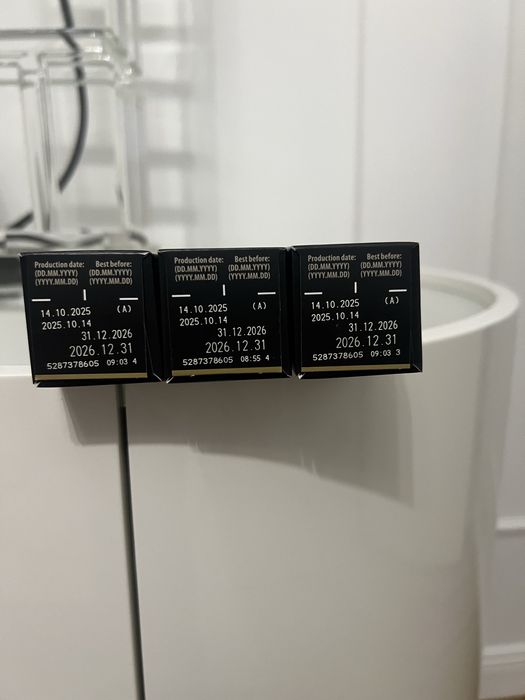 Production date: Best before:
(DD.MM.YYYY) (DD.MM.YYYY)
(YYYY.MM.DD) (YYYY.MM.DD)
14.10.2025 (A)
2025.10.14
31.12.2026
2026.12.31
5287378605 09:03 4
Production date: Best before:
(DD.MM.YYYY) (DD.MM.YYYY)
(YYYY.MM.DD) (YYYY.MM.DD)
14.10.2025 (A)
2025.10.14
31.12.2026
2026.12.31
5287378605 08:55 4
Production date: Best before:
(DD.MM.YYYY) (DD.MM.YYYY)
(YYYY.MM.DD) (YYYY.MM.DD)
14.10.2025 (A)
2025.10.14
31.12.2026
2026.12.31
5287378605 09:03 3